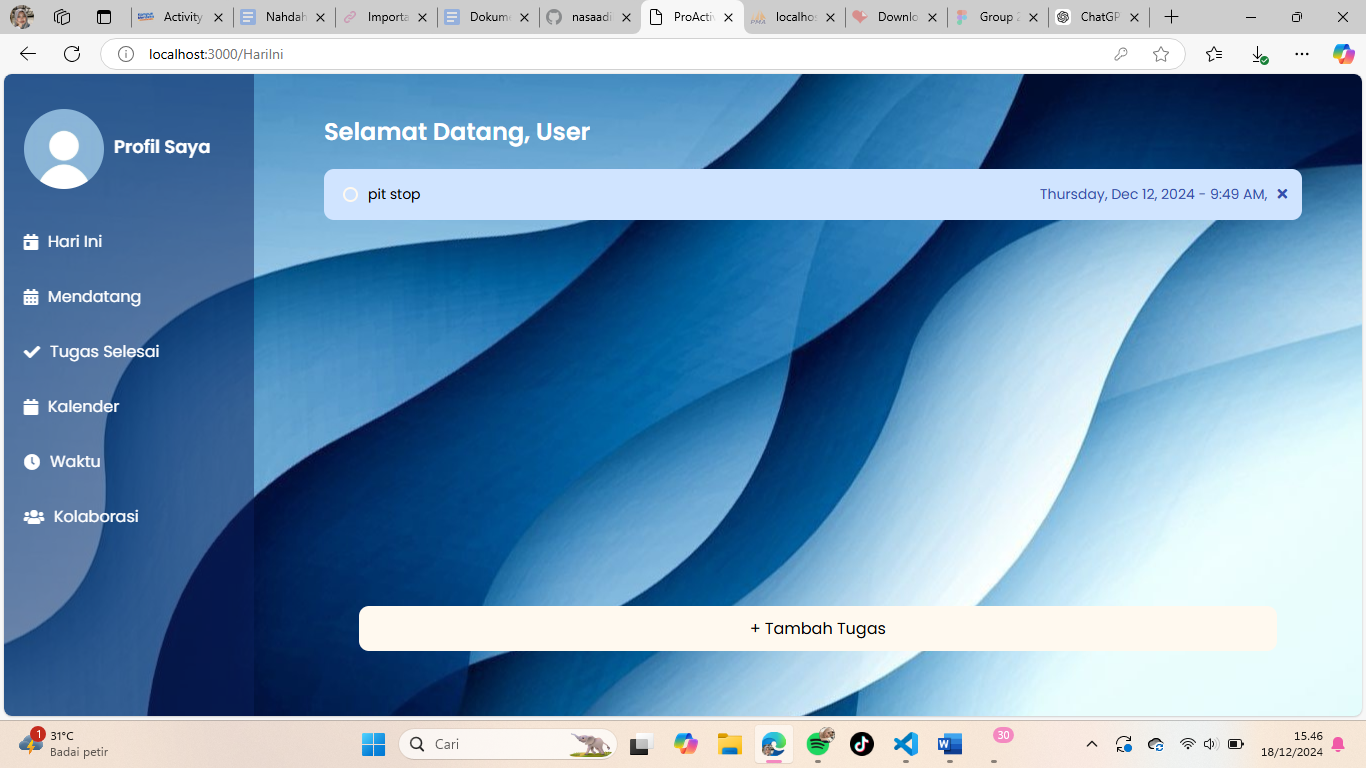 Activity
Nahdah
Importa
Dokume
nasaadi
ProActiv
localhos
Downlo
Group 2
ChatGP
localhost:3000/HariIni
Profil Saya
Hari Ini
Mendatang
Tugas Selesai
Kalender
Waktu
Kolaborasi
Selamat Datang, User
pit stop
Thursday, Dec 12, 2024 - 9:49 AM,
+ Tambah Tugas
1
31°C
Badai petir
Cari
30
15.46
18/12/2024